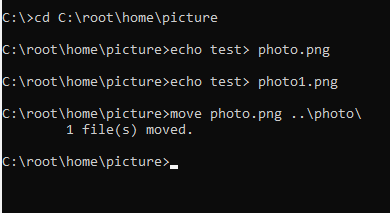 C:\>cd C:\root\home\picture
C:\root\home\picture>echo test> photo.png
C:\root\home\picture>echo test> photo1.png
C:\root\home\picture>move photo.png ..\photo\
        1 file(s) moved.
C:\root\home\picture>